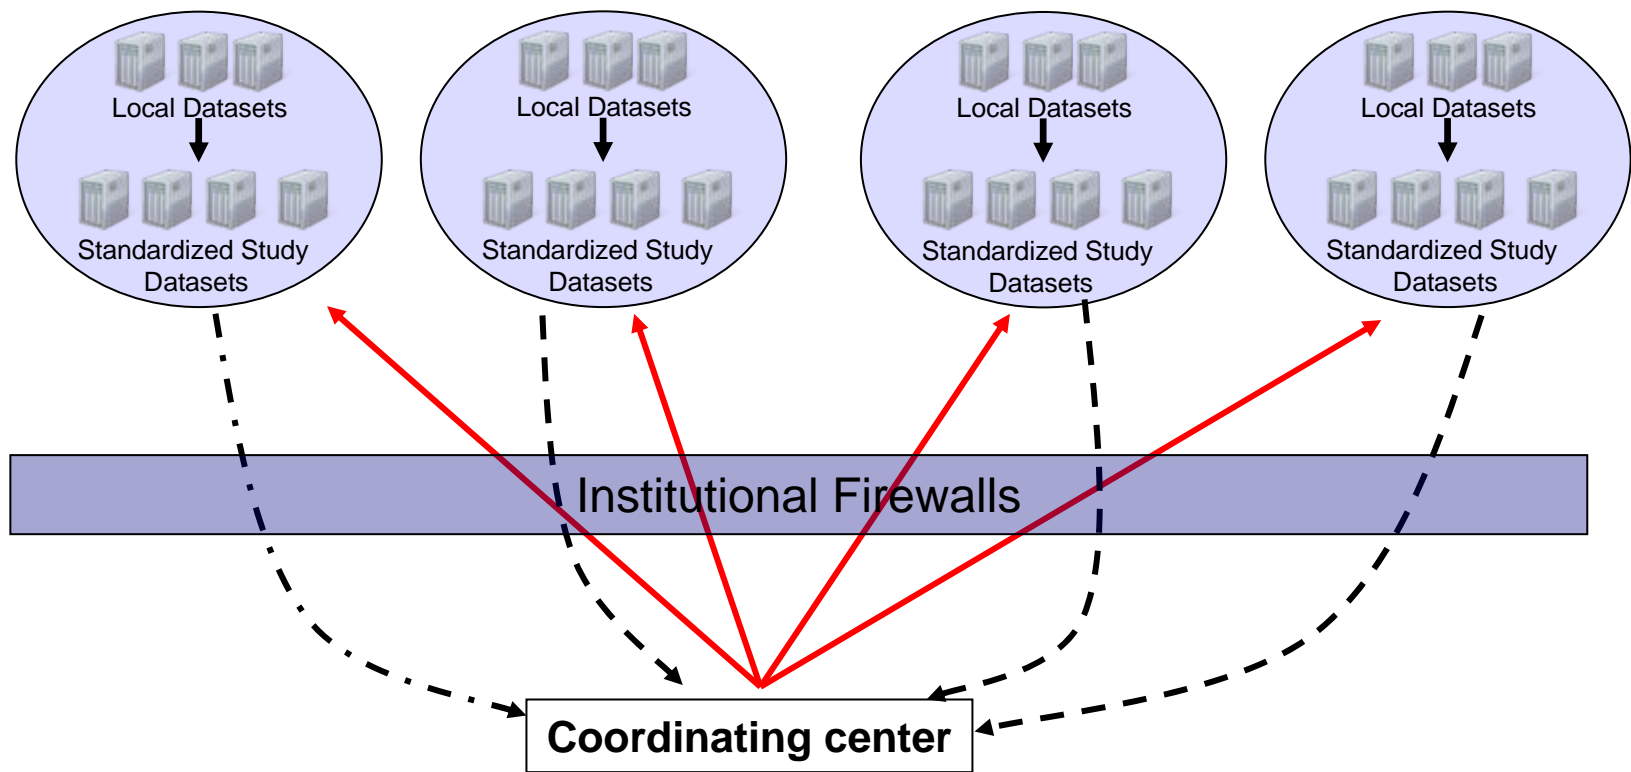 Local Datasets
Standardized Study
Datasets
Local Datasets
Standardized Study
Datasets
Local Datasets
Standardized Study
Datasets
Local Datasets
Standardized Study
Datasets
Institutional Firewalls
Coordinating center